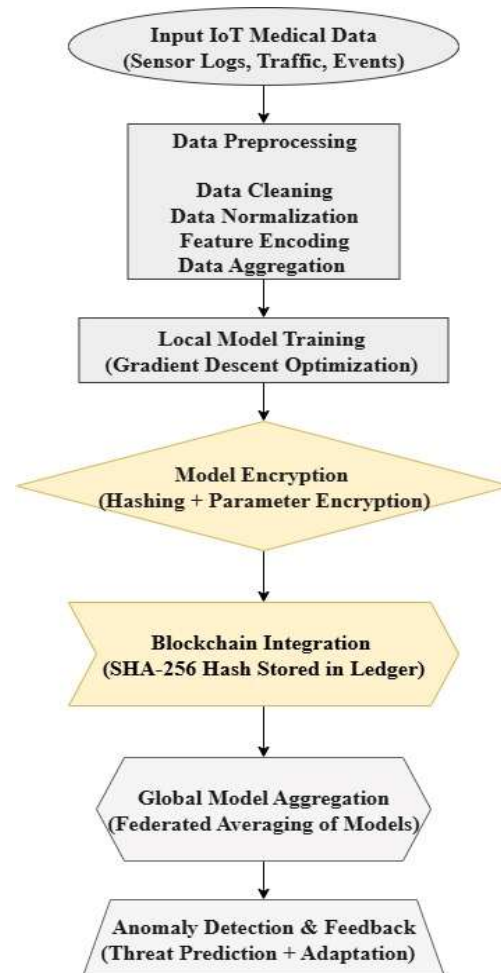 Input IoT Medical Data
(Sensor Logs, Traffic, Events)
Data Preprocessing
Data Cleaning
Data Normalization
Feature Encoding
Data Aggregation
Local Model Training
(Gradient Descent Optimization)
Model Encryption
(Hashing + Parameter Encryption)
Blockchain Integration
(SHA-256 Hash Stored in Ledger)
Global Model Aggregation
(Federated Averaging of Models)
Anomaly Detection & Feedback
(Threat Prediction + Adaptation)